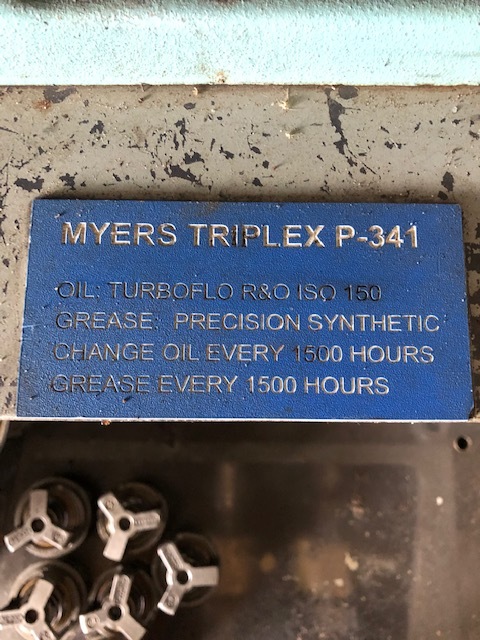 MYERS TRIPLEX P-341
OIL: TURBOFLO R&O ISO 150
GREASE: PRECISION SYNTHETIC
CHANGE OIL EVERY 1500 HOURS
GREASE EVERY 1500 HOURS